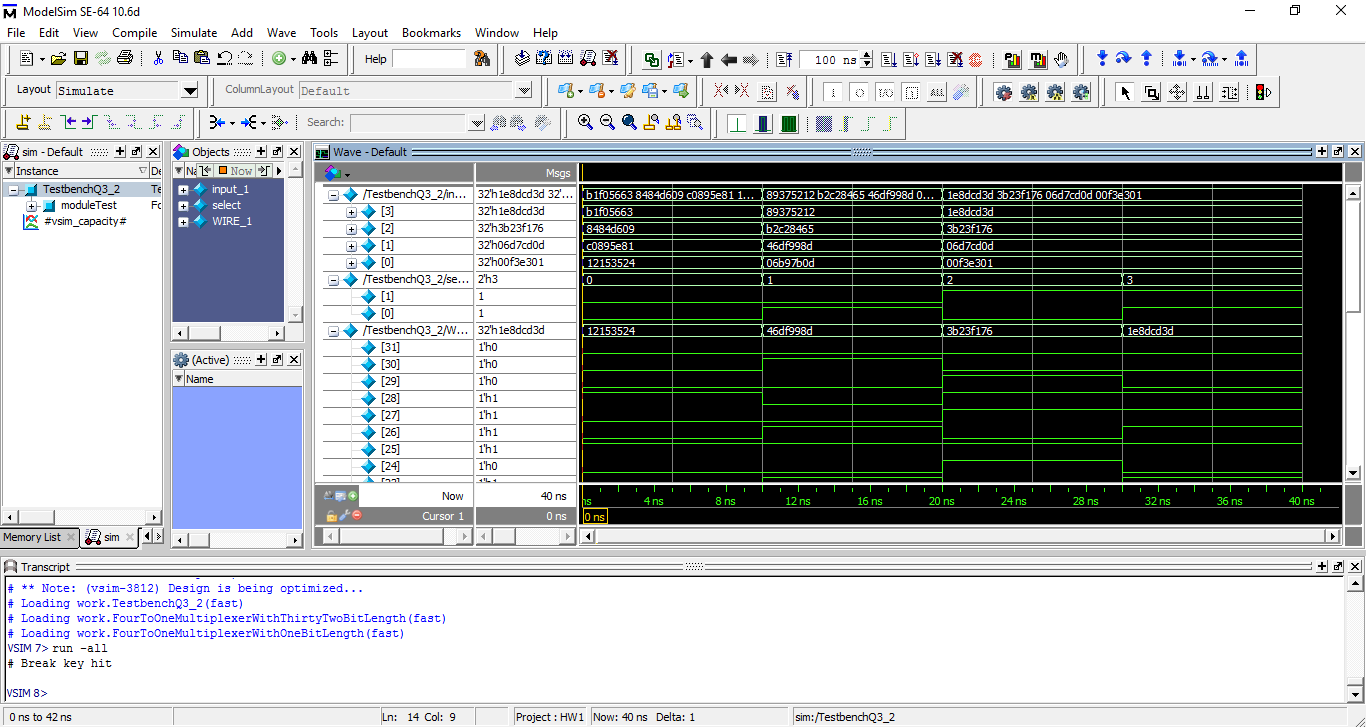 ModelSim SE-64 10.6d
File Edit View Compile Simulate Add Wave Tools Layout Bookmarks Window Help
Help
100 ns
Layout Simulate
ColumnLayout Default
ALL
Search:
sim - Default
Instance
TestbenchQ3_2 Te
moduleTest Fo
#vsim_capacity#
Memory List
sim
Objects
Now
input_1
select
WIRE_1
(Active)
Name
Wave - Default
Msgs
/TestbenchQ3_2/in... 32'h1e8dcd3d 32'... b1f05663 8484d609 c0895e81 1... 89375212 b2c28465 46df998d 0... 1e8dcd3d 3b23f176 06d7cd0d 00f3e301
[3] 32'h1e8dcd3d b1f05663 89375212 1e8dcd3d
[2] 32'h3b23f176 8484d609 b2c28465 3b23f176
[1] 32'h06d7cd0d c0895e81 46df998d 06d7cd0d
[0] 32'h00f3e301 12153524 06b97b0d 00f3e301
/TestbenchQ3_2/se... 2'h3 0 1 2 3
[1] 1
[0] 1
/TestbenchQ3_2/W... 32'h1e8dcd3d 12153524 46df998d 3b23f176 1e8dcd3d
[31] 1'h0
[30] 1'h0
[29] 1'h0
[28] 1'h1
[27] 1'h1
[26] 1'h1
[25] 1'h1
[24] 1'h0
Now 40 ns
ns 4 ns 8 ns 12 ns 16 ns 20 ns 24 ns 28 ns 32 ns 36 ns 40 ns
Cursor 1 0 ns
0 ns
Transcript
# ** Note: (vsim-3812) Design is being optimized...
# Loading work.TestbenchQ3_2(fast)
# Loading work.FourToOneMultiplexerWithThirtyTwoBitLength(fast)
# Loading work.FourToOneMultiplexerWithOneBitLength(fast)
VSIM 7> run -all
# Break key hit
VSIM 8>
0 ns to 42 ns
Ln: 14 Col: 9
Project : HW1
Now: 40 ns Delta: 1
sim:/TestbenchQ3_2